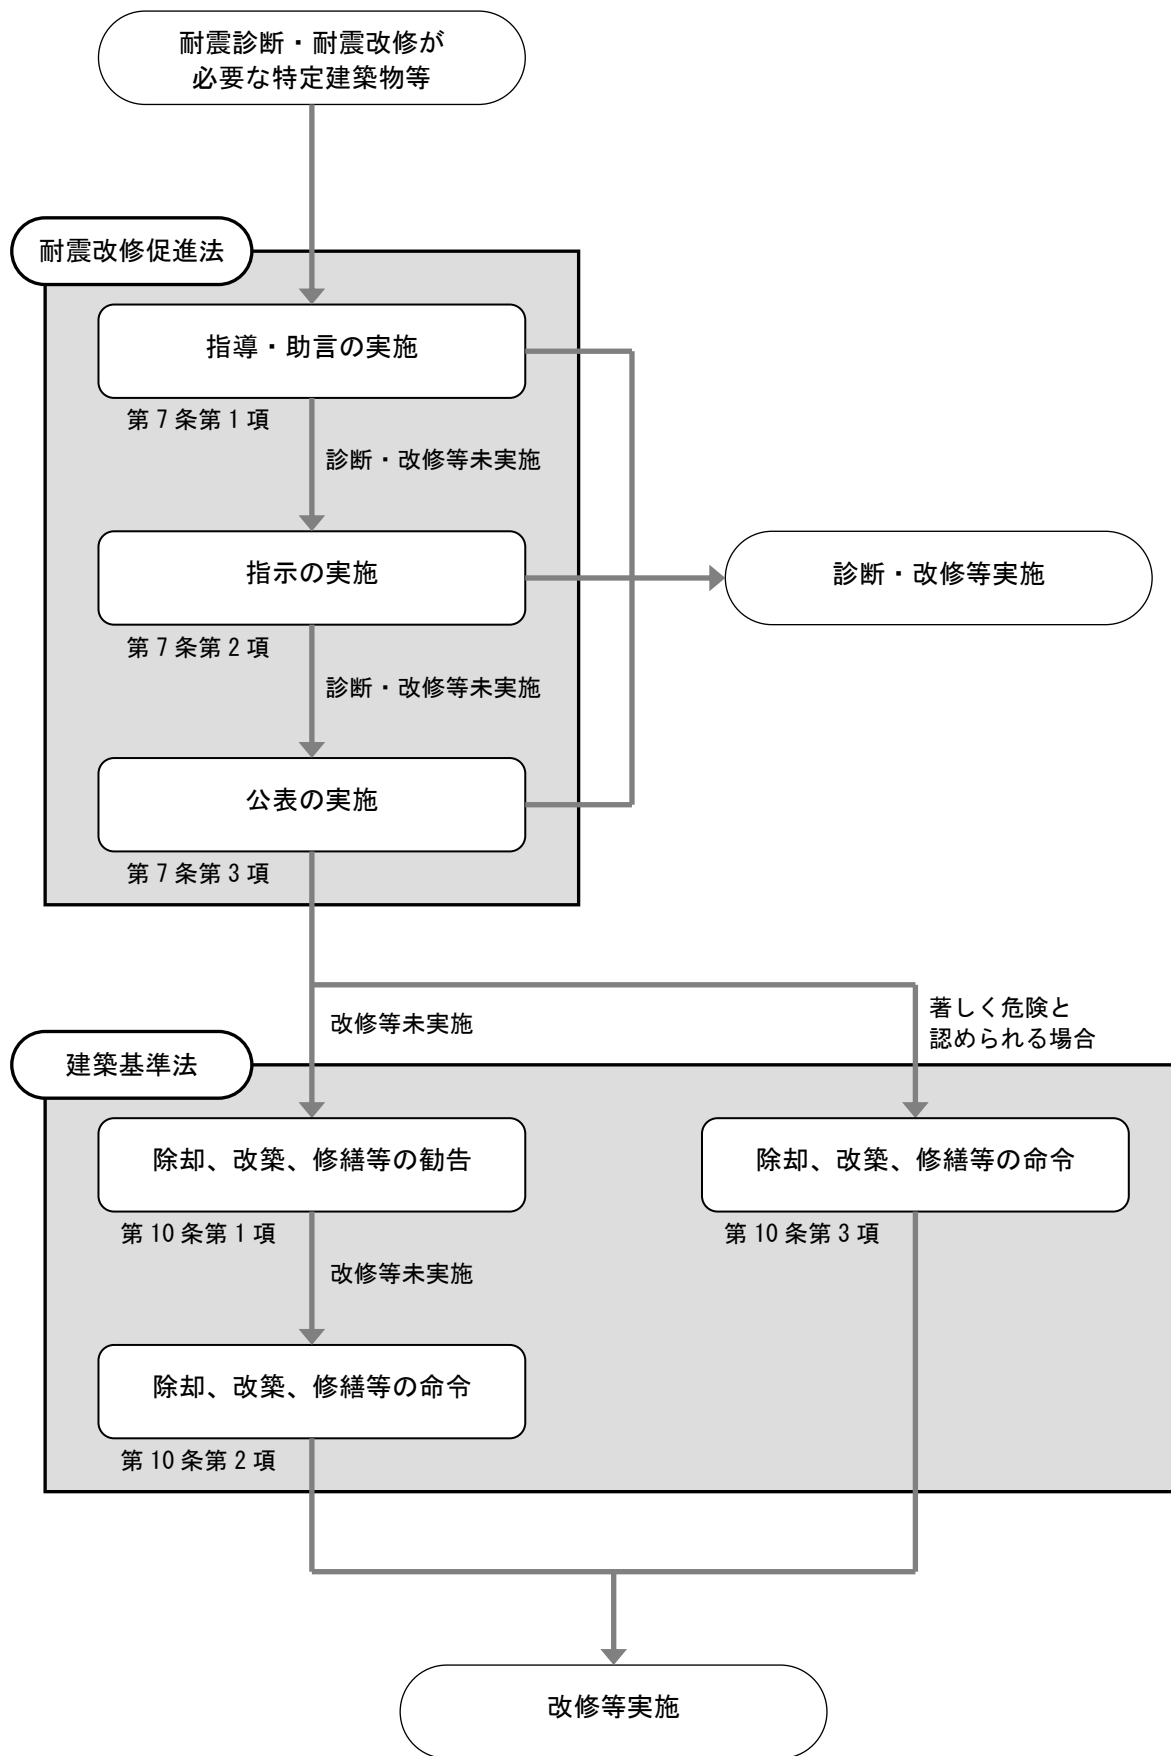 耐震診断・耐震改修が
必要な特定建築物等
耐震改修促進法
指導・助言の実施
第7条第1項
診断・改修等未実施
指示の実施
診断・改修等実施
第7条第2項
診断・改修等未実施
公表の実施
第7条第3項
改修等未実施
著しく危険と
認められる場合
建築基準法
除却、改築、修繕等の勧告
除却、改築、修繕等の命令
第10条第1項
第10条第3項
改修等未実施
除却、改築、修繕等の命令
第10条第2項
改修等実施